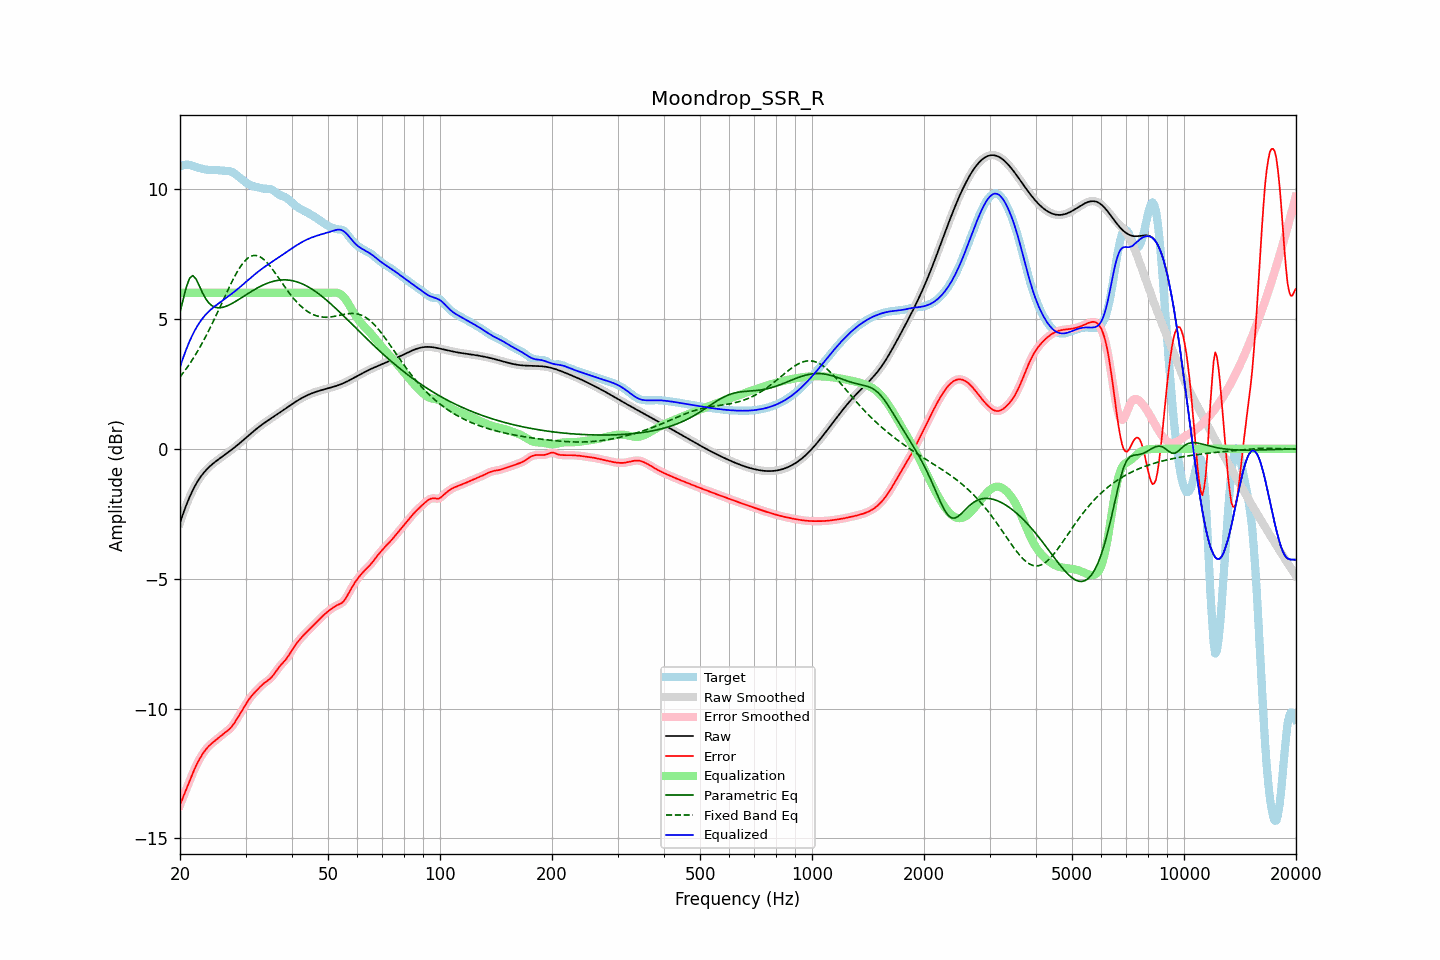 Moondrop_SSR_R
Amplitude (dBr)
10
5
0
−5
−10
−15
Target
Raw Smoothed
Error Smoothed
Raw
Error
Equalization
Parametric Eq
Fixed Band Eq
Equalized
20 50 100 200 500 1000 2000 5000 10000 20000
Frequency (Hz)